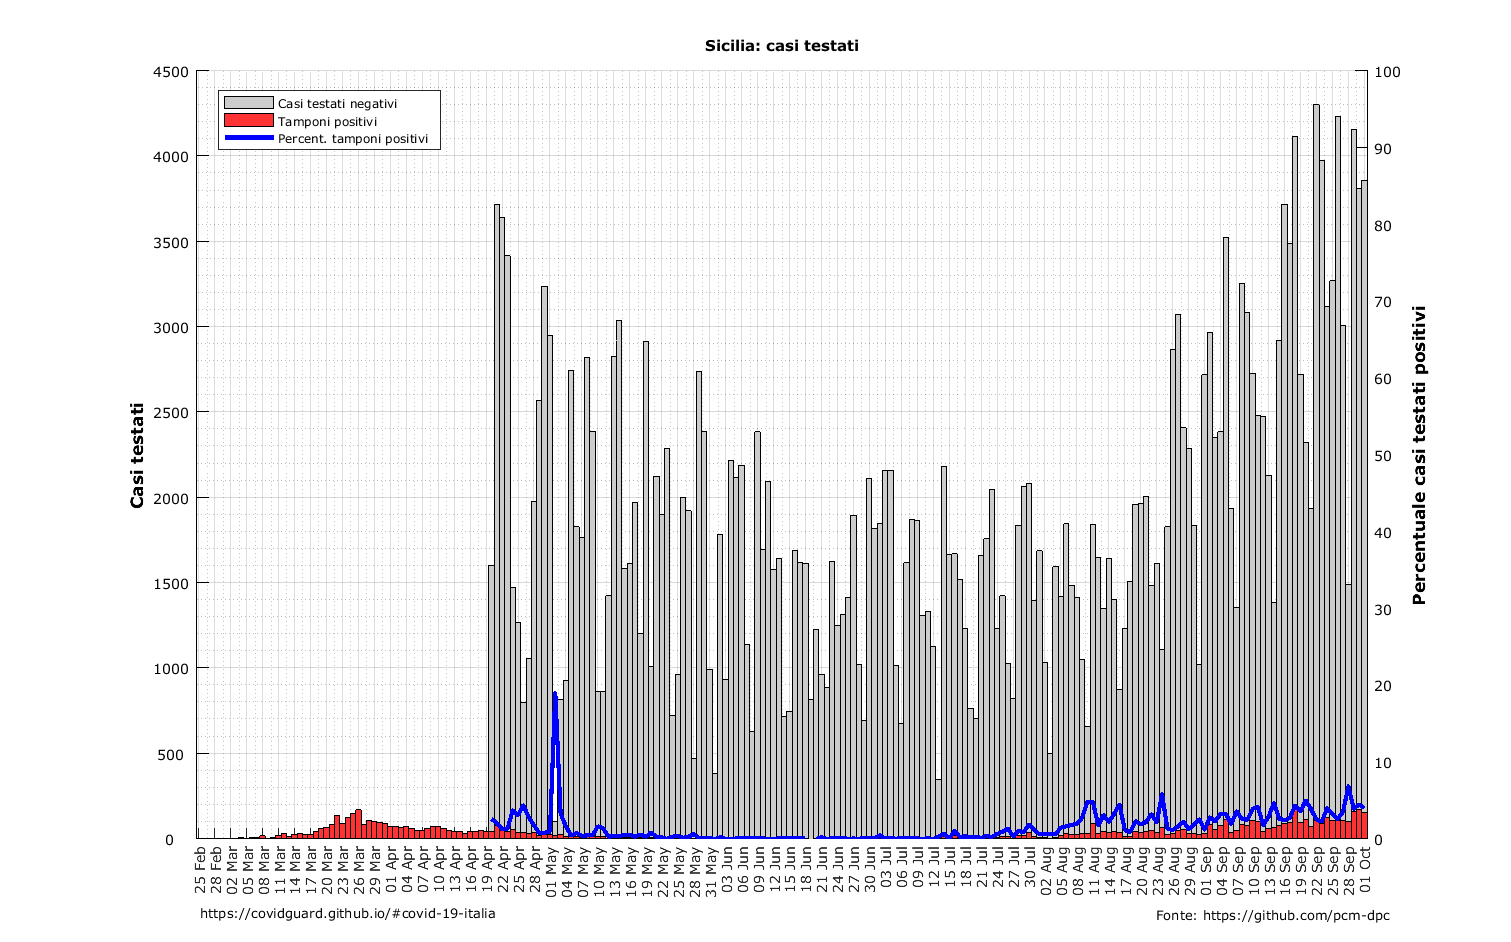 Sicilia: casi testati
4500
4000
3500
3000
2500
2000
1500
1000
500
0
Casi testati
Casi testati negativi
Tamponi positivi
Percent. tamponi positivi
100
90
80
70
60
50
40
30
20
10
0
Percentuale casi testati positivi
25 Feb
28 Feb
02 Mar
05 Mar
08 Mar
11 Mar
14 Mar
17 Mar
20 Mar
23 Mar
26 Mar
29 Mar
01 Apr
04 Apr
07 Apr
10 Apr
13 Apr
16 Apr
19 Apr
22 Apr
25 Apr
28 Apr
01 May
04 May
07 May
10 May
13 May
16 May
19 May
22 May
25 May
28 May
31 May
03 Jun
06 Jun
09 Jun
12 Jun
15 Jun
18 Jun
21 Jun
24 Jun
27 Jun
30 Jun
03 Jul
06 Jul
09 Jul
12 Jul
15 Jul
18 Jul
21 Jul
24 Jul
27 Jul
30 Jul
02 Aug
05 Aug
08 Aug
11 Aug
14 Aug
17 Aug
20 Aug
23 Aug
26 Aug
29 Aug
01 Sep
04 Sep
07 Sep
10 Sep
13 Sep
16 Sep
19 Sep
22 Sep
25 Sep
28 Sep
01 Oct
https://covidguard.github.io/#covid-19-italia
Fonte: https://github.com/pcm-dpc